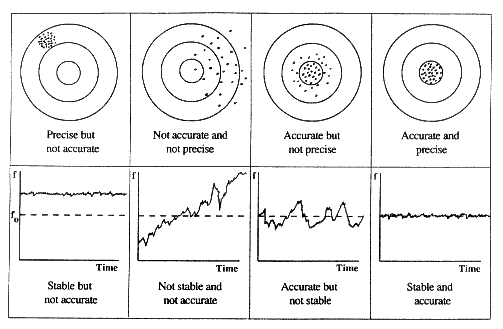 Precise but
not accurate
Not accurate and
not precise
Accurate but
not precise
Accurate and
precise
f
fo
Time
Stable but
not accurate
f
Time
Not stable and
not accurate
f
Time
Accurate but
not stable
f
Time
Stable and
accurate